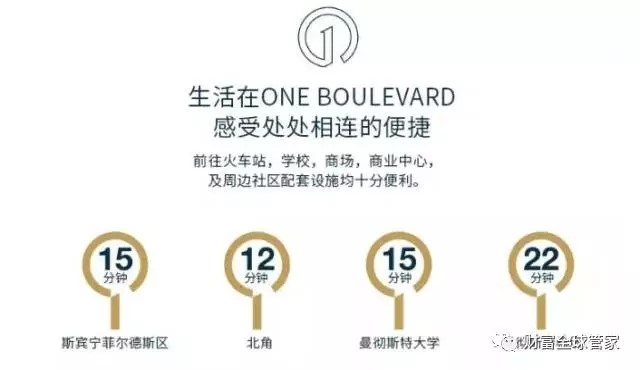 生活在ONE BOULEVARD
感受处处相连的便捷
前往火车站，学校，商场，商业中心，
及周边社区配套设施均十分便利。
15
分钟
12
分钟
15
分钟
22
分钟
斯宾宁菲尔德斯区
北角
曼彻斯特大学
财富全球管家